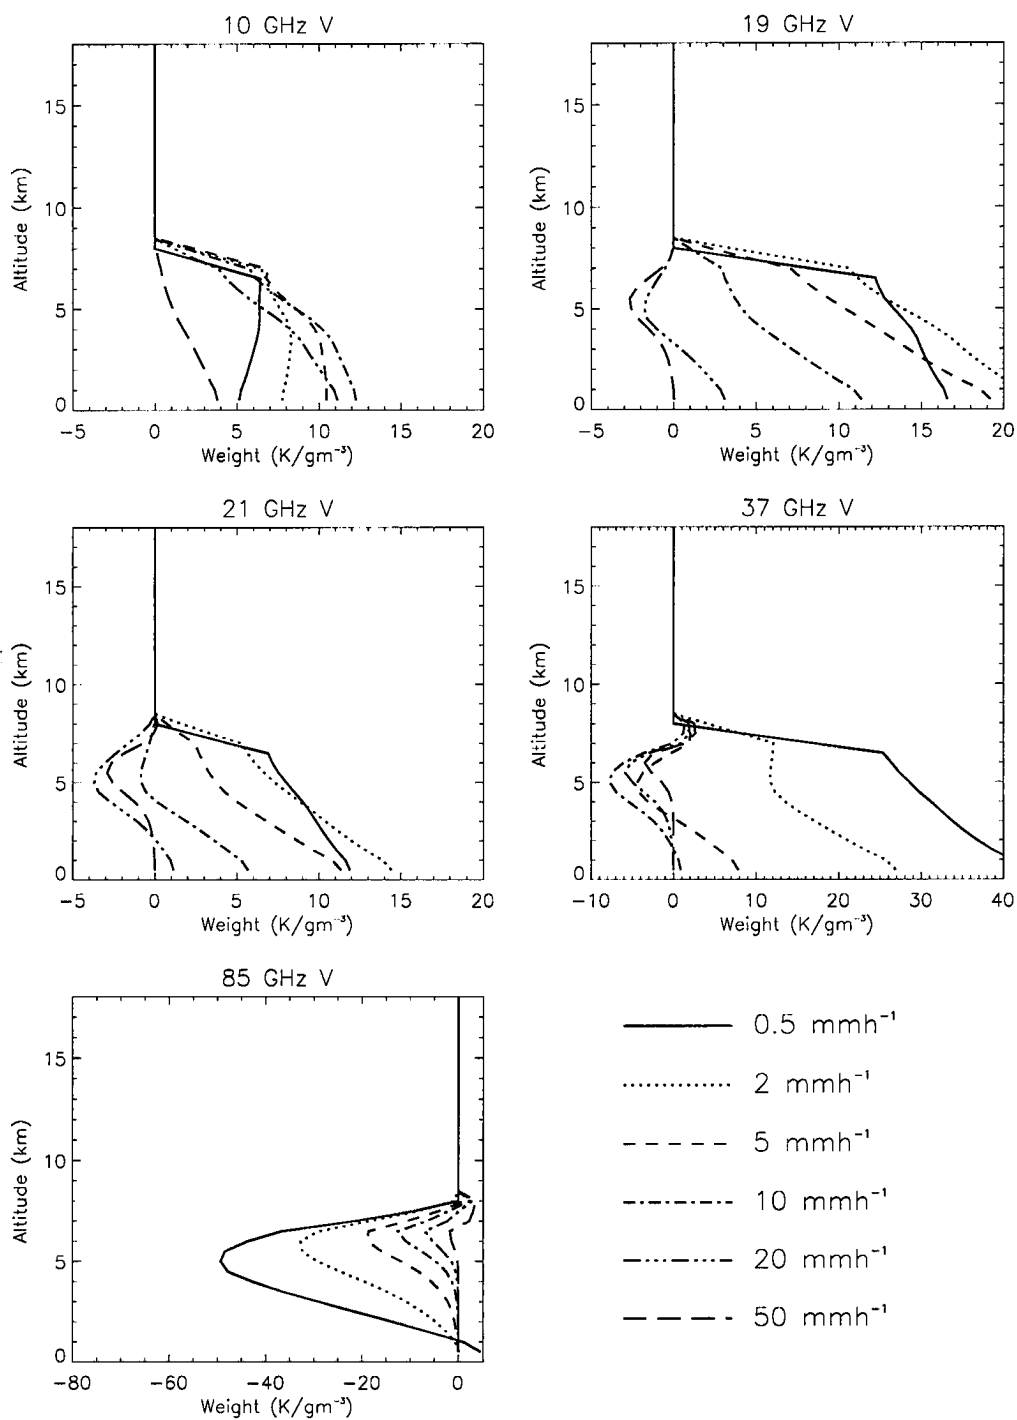 10 GHz V
19 GHz V
Altitude (km)
15
10
5
0
-5 0 5 10 15 20
Weight (K/gm⁻³)
Altitude (km)
15
10
5
0
-5 0 5 10 15 20
Weight (K/gm⁻³)
21 GHz V
37 GHz V
Altitude (km)
15
10
5
0
-5 0 5 10 15 20
Weight (K/gm⁻³)
Altitude (km)
15
10
5
0
-10 0 10 20 30 40
Weight (K/gm⁻³)
85 GHz V
Altitude (km)
15
10
5
0
-80 -60 -40 -20 0
Weight (K/gm⁻³)
0.5 mmh⁻¹
2 mmh⁻¹
5 mmh⁻¹
10 mmh⁻¹
20 mmh⁻¹
50 mmh⁻¹